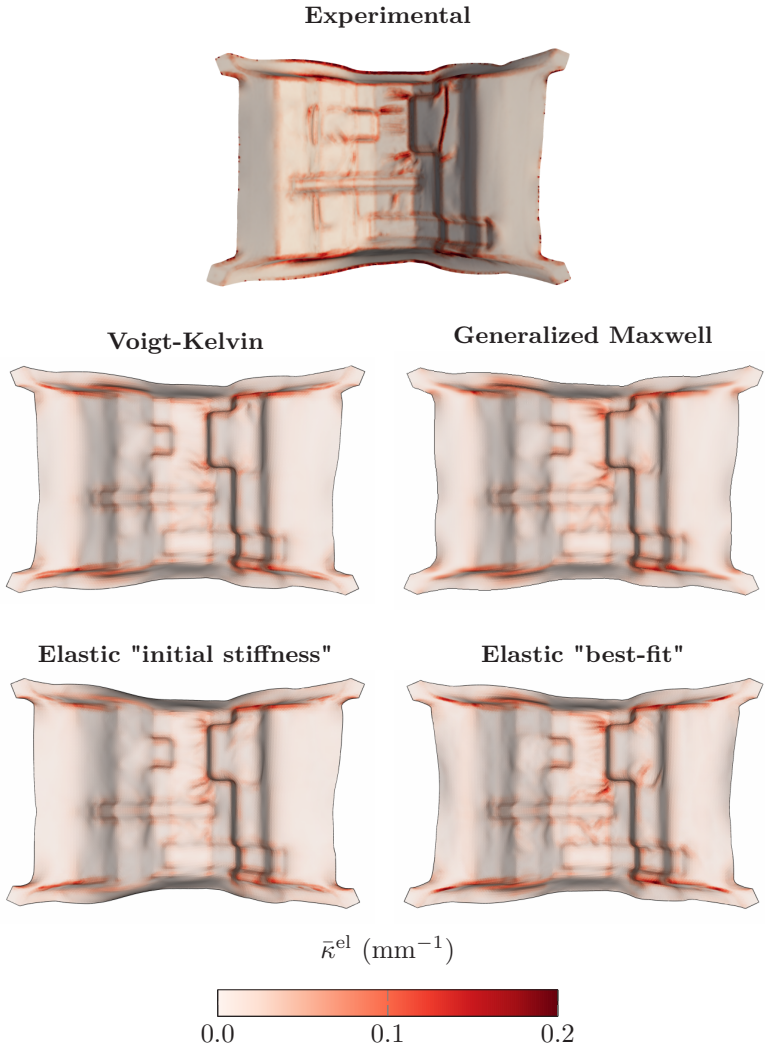 Experimental
Voigt-Kelvin
Generalized Maxwell
Elastic "initial stiffness"
Elastic "best-fit"
κ̄ᵉˡ (mm⁻¹)
0.0 0.1 0.2